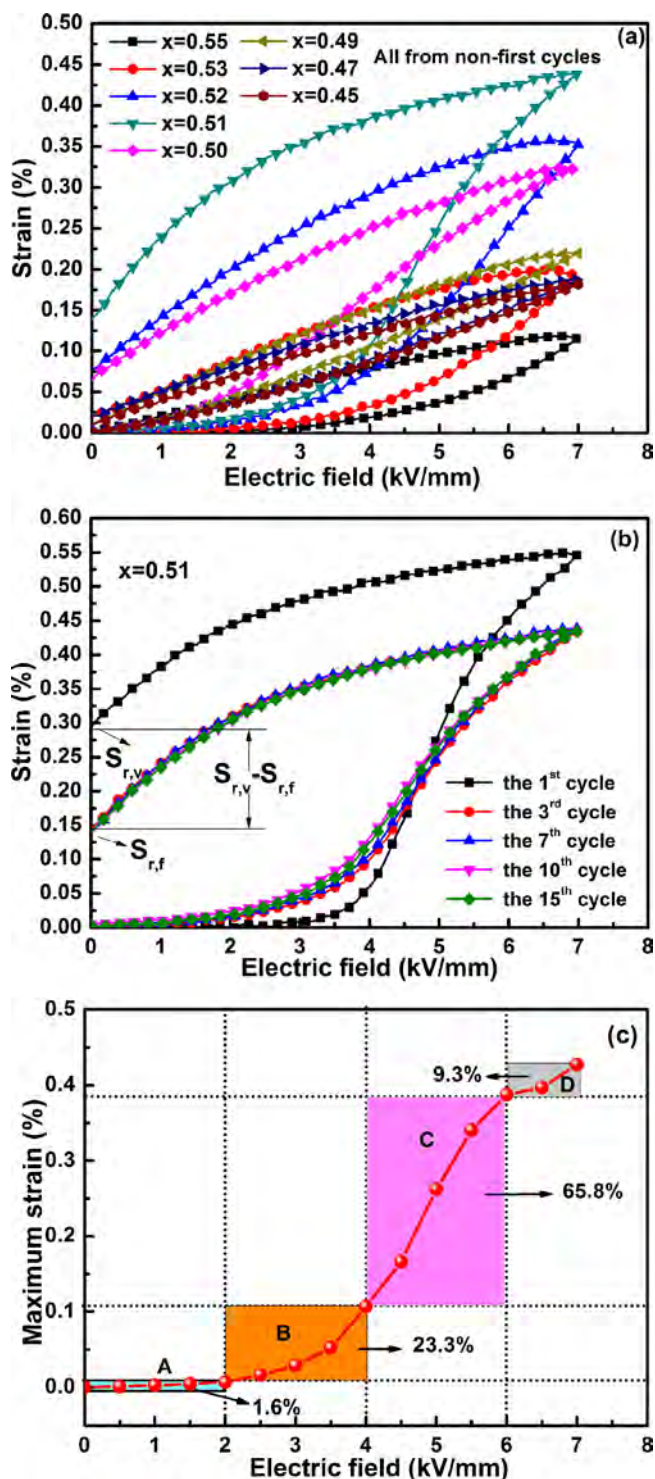 (a)
x=0.55
x=0.53
x=0.52
x=0.51
x=0.50
x=0.49
x=0.47
x=0.45
All from non-first cycles
0.50
0.45
0.40
0.35
0.30
0.25
0.20
0.15
0.10
0.05
0.00
Strain (%)
0 1 2 3 4 5 6 7 8
Electric field (kV/mm)
(b)
x=0.51
0.60
0.55
0.50
0.45
0.40
0.35
0.30
0.25
0.20
0.15
0.10
0.05
0.00
Strain (%)
S_{r,v}
S_{r,v}-S_{r,f}
S_{r,f}
the 1st cycle
the 3rd cycle
the 7th cycle
the 10th cycle
the 15th cycle
0 1 2 3 4 5 6 7 8
Electric field (kV/mm)
(c)
0.5
0.4
0.3
0.2
0.1
0.0
Maximum strain (%)
9.3%
D
C
65.8%
B
23.3%
A
1.6%
0 1 2 3 4 5 6 7 8
Electric field (kV/mm)